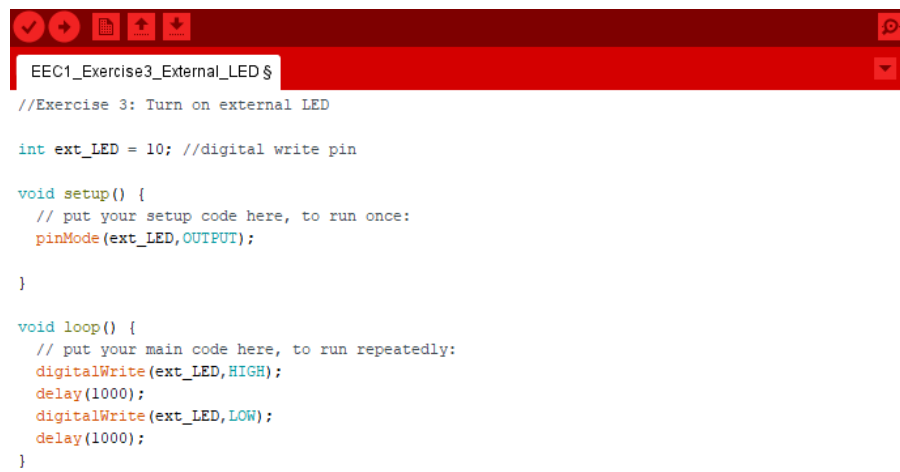 EEC1_Exercise3_External_LED §
//Exercise 3: Turn on external LED
int ext_LED = 10; //digital write pin
void setup() {
// put your setup code here, to run once:
pinMode(ext_LED,OUTPUT);
}
void loop() {
// put your main code here, to run repeatedly:
digitalWrite(ext_LED,HIGH);
delay(1000);
digitalWrite(ext_LED,LOW);
delay(1000);
}